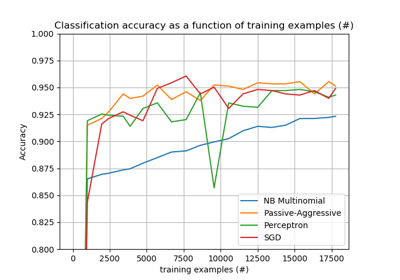 Classification accuracy as a function of training examples (#)
1.000
0.975
0.950
0.925
0.900
0.875
0.850
0.825
0.800
Accuracy
0 2500 5000 7500 10000 12500 15000 17500
training examples (#)
NB Multinomial
Passive-Aggressive
Perceptron
SGD